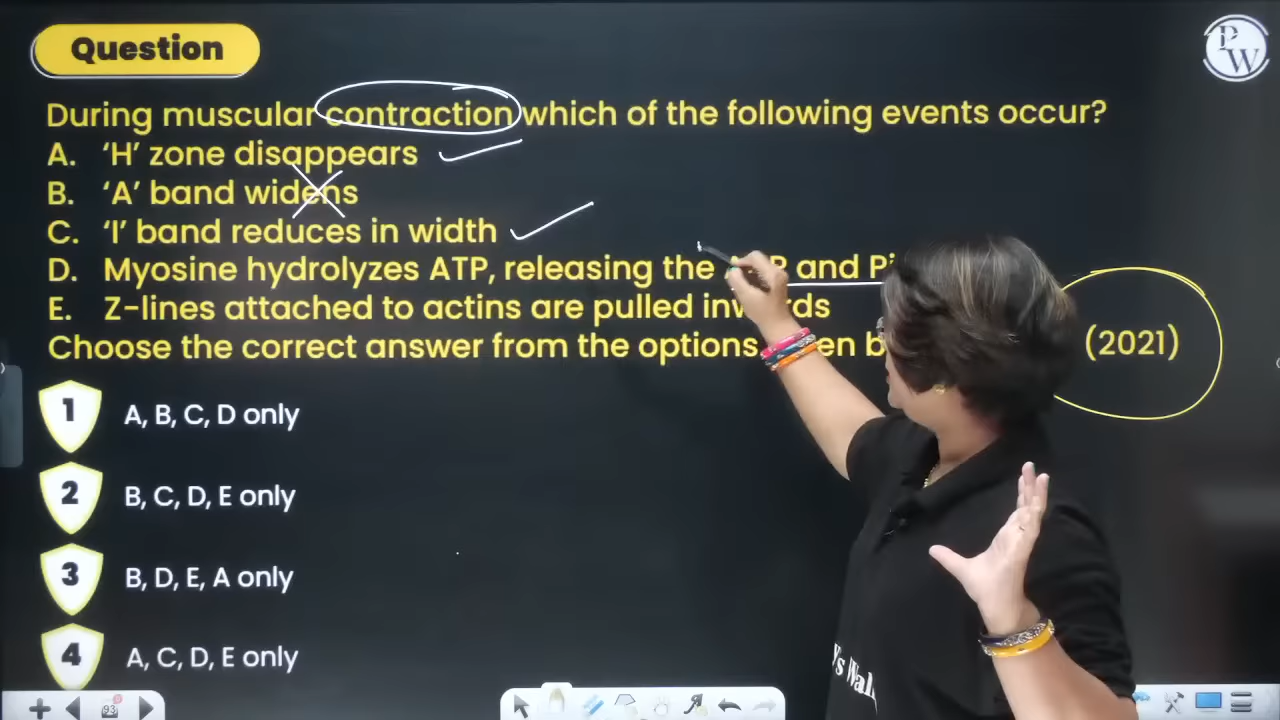 Question
PW
During muscular contraction which of the following events occur?
A. ‘H’ zone disappears
B. ‘A’ band widens
C. ‘I’ band reduces in width
D. Myosine hydrolyzes ATP, releasing the and Pi
E. Z-lines attached to actins are pulled
Choose the correct answer from the options
(2021)
1 A, B, C, D only
2 B, C, D, E only
3 B, D, E, A only
4 A, C, D, E only
93